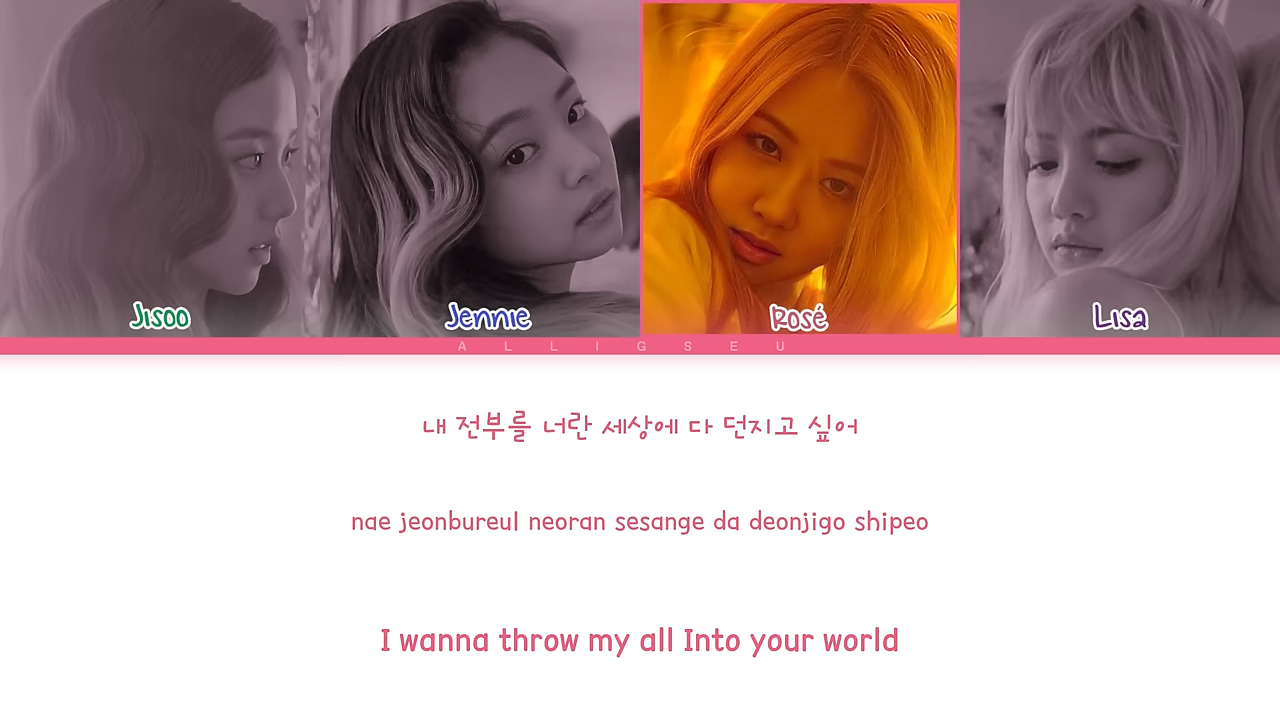 Jisoo
Jennie
Rosé
Lisa
ALLIGSEU
내 전부를 너란 세상에 다 던지고 싶어
nae jeonbureul neoran sesange da deonjigo shipeo
I wanna throw my all Into your world